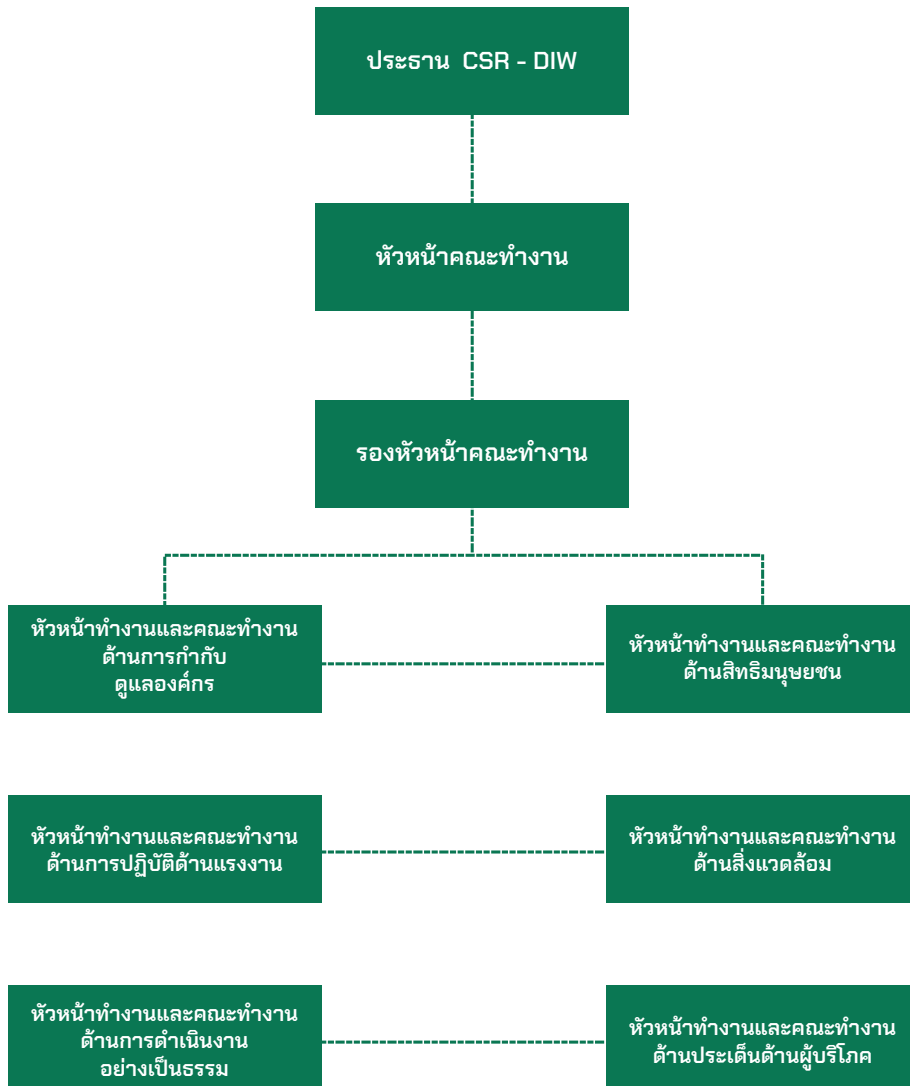 ประธาน CSR - DIW
หัวหน้าคณะทำงาน
รองหัวหน้าคณะทำงาน
หัวหน้าทำงานและคณะทำงาน
ด้านการกำกับ
ดูแลองค์กร
หัวหน้าทำงานและคณะทำงาน
ด้านสิทธิมนุษยชน
หัวหน้าทำงานและคณะทำงาน
ด้านการปฏิบัติด้านแรงงาน
หัวหน้าทำงานและคณะทำงาน
ด้านสิ่งแวดล้อม
หัวหน้าทำงานและคณะทำงาน
ด้านการดำเนินงาน
อย่างเป็นธรรม
หัวหน้าทำงานและคณะทำงาน
ด้านประเด็นด้านผู้บริโภค